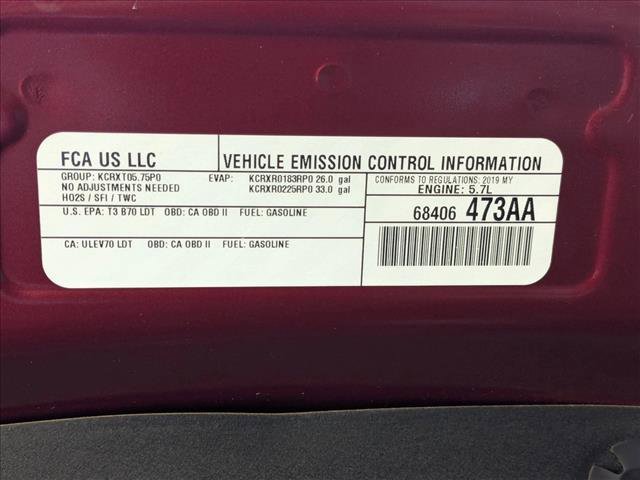 FCA US LLC
VEHICLE EMISSION CONTROL INFORMATION
GROUP: KCRXT05.75P0 EVAP: KCRXR0183RP0 26.0 gal
NO ADJUSTMENTS NEEDED KCRXR0225RP0 33.0 gal
HO2S / SFI / TWC
CONFORMS TO REGULATIONS: 2019 MY
ENGINE: 5.7L
U.S. EPA: T3 B70 LDT OBD: CA OBD II FUEL: GASOLINE
68406 473AA
CA: ULEV70 LDT OBD: CA OBD II FUEL: GASOLINE